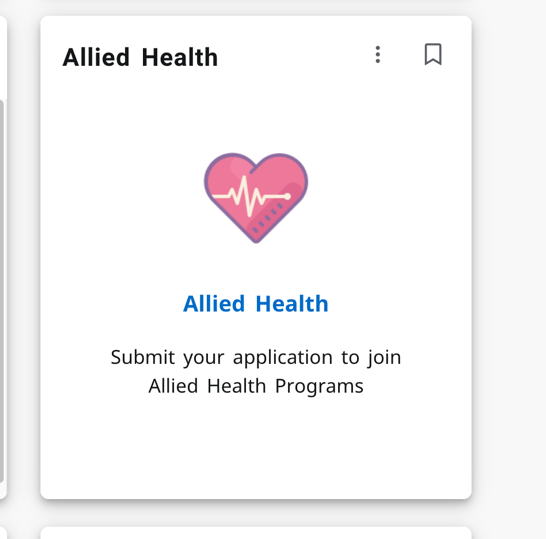 Allied Health
Allied Health
Submit your application to join
Allied Health Programs